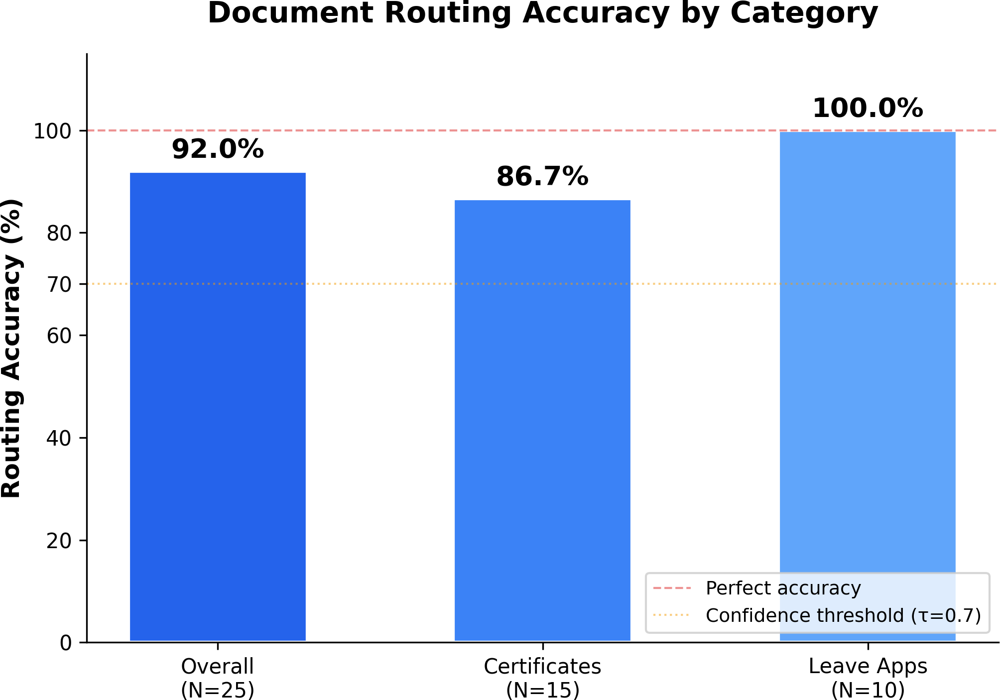 Document Routing Accuracy by Category
Routing Accuracy (%)
100
80
70
60
40
20
0
92.0%
86.7%
100.0%
Perfect accuracy
Confidence threshold (τ=0.7)
Overall
(N=25)
Certificates
(N=15)
Leave Apps
(N=10)